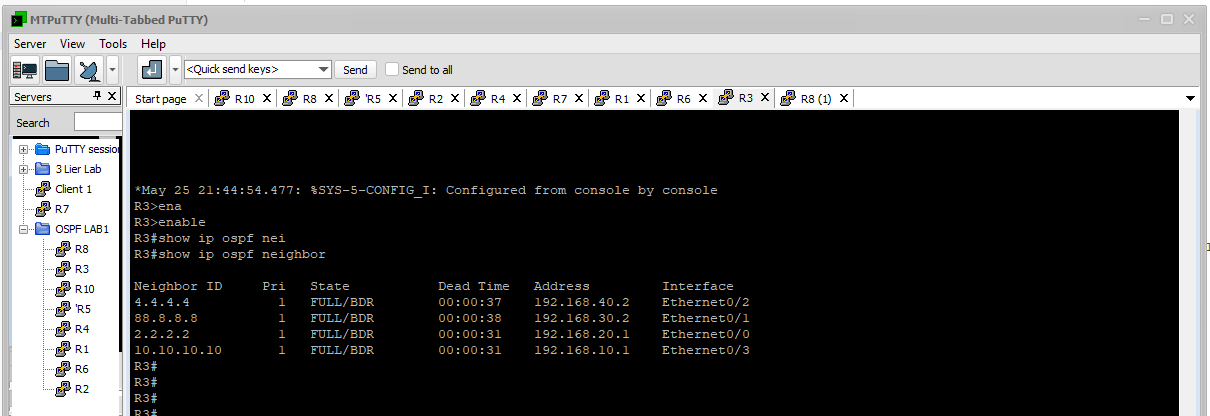 MTPuTTY (Multi-Tabbed PuTTY)
Server View Tools Help
<Quick send keys> Send Send to all
Servers
Search
PuTTY session
3 Lier Lab
Client 1
R7
OSPF LAB1
R8
R3
R10
'R5
R4
R1
R6
R2
Start page R10 R8 'R5 R2 R4 R7 R1 R6 R3 R8 (1)
*May 25 21:44:54.477: %SYS-5-CONFIG_I: Configured from console by console
R3>ena
R3>enable
R3#show ip ospf nei
R3#show ip ospf neighbor
Neighbor ID Pri State Dead Time Address Interface
4.4.4.4 1 FULL/BDR 00:00:37 192.168.40.2 Ethernet0/2
88.8.8.8 1 FULL/BDR 00:00:38 192.168.30.2 Ethernet0/1
2.2.2.2 1 FULL/BDR 00:00:31 192.168.20.1 Ethernet0/0
10.10.10.10 1 FULL/BDR 00:00:31 192.168.10.1 Ethernet0/3
R3#
R3#
R3#
R3#